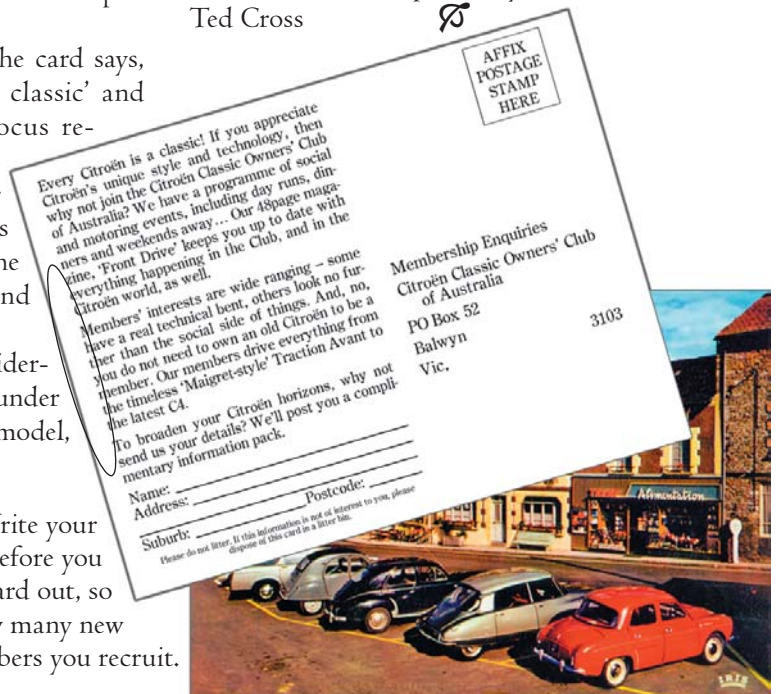 Ted Cross
he card says,
classic' and
ocus re-
s
ne
nd
ider-
under
model,
rite your
efore you
ard out, so
many new
bers you recruit.
AFFIX
POSTAGE
STAMP
HERE
Every Citroën is a classic! If you appreciate
Citroën's unique style and technology, then
why not join the Citroën Classic Owners' Club
of Australia? We have a programme of social
and motoring events, including day runs, din-
ners and weekends away... Our 48page maga-
zine, 'Front Drive' keeps you up to date with
everything happening in the Club, and in the
Citroën world, as well.
Members' interests are wide ranging – some
have a real technical bent, others look no fur-
ther than the social side of things. And, no,
you do not need to own an old Citroën to be a
member. Our members drive everything from
the timeless 'Maigret-style' Traction Avant to
the latest C4.
To broaden your Citroën horizons, why not
send us your details? We'll post you a compli-
mentary information pack.
Name:
Address:
Suburb: Postcode:
Please do not litter. If this information is not of interest to you, please
dispose of this card in a litter bin.
Membership Enquiries
Citroën Classic Owners' Club
of Australia
PO Box 52
Balwyn 3103
Vic.
Alimentation
IRIS